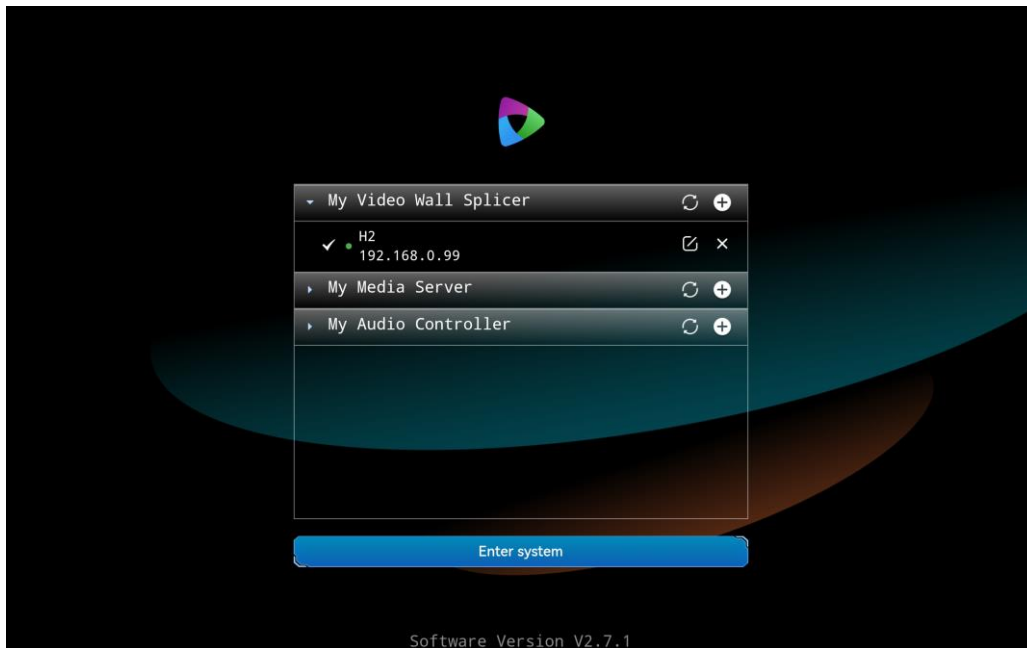 My Video Wall Splicer
H2
192.168.0.99
My Media Server
My Audio Controller
Enter system
Software Version V2.7.1